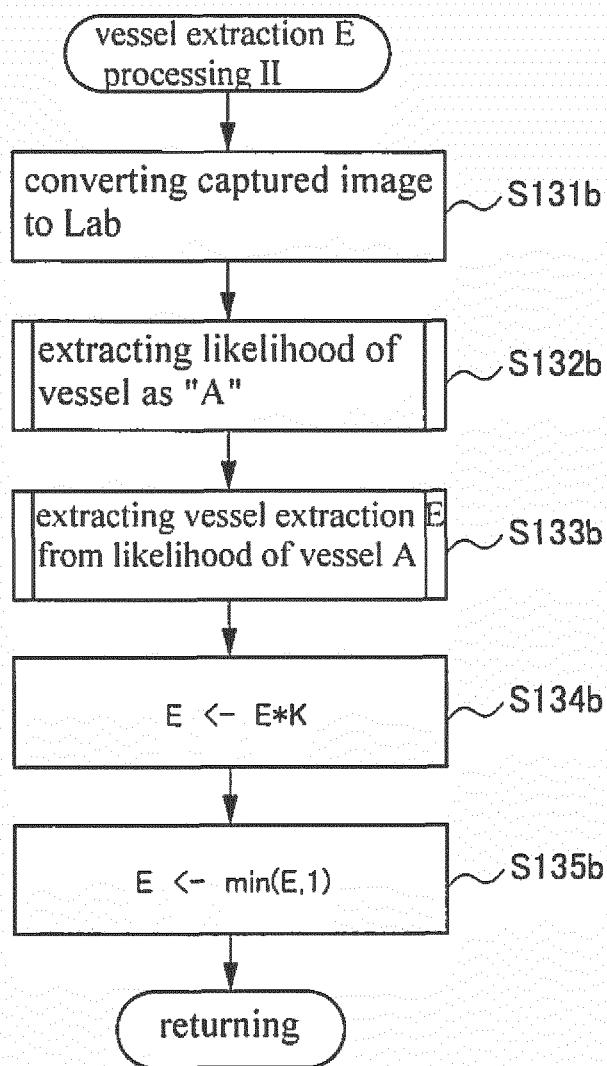 vessel extraction E
processing II
converting captured image
to Lab
S131b
extracting likelihood of
vessel as "A"
S132b
extracting vessel extraction E
from likelihood of vessel A
S133b
E <- E*K
S134b
E <- min(E,1)
S135b
returning